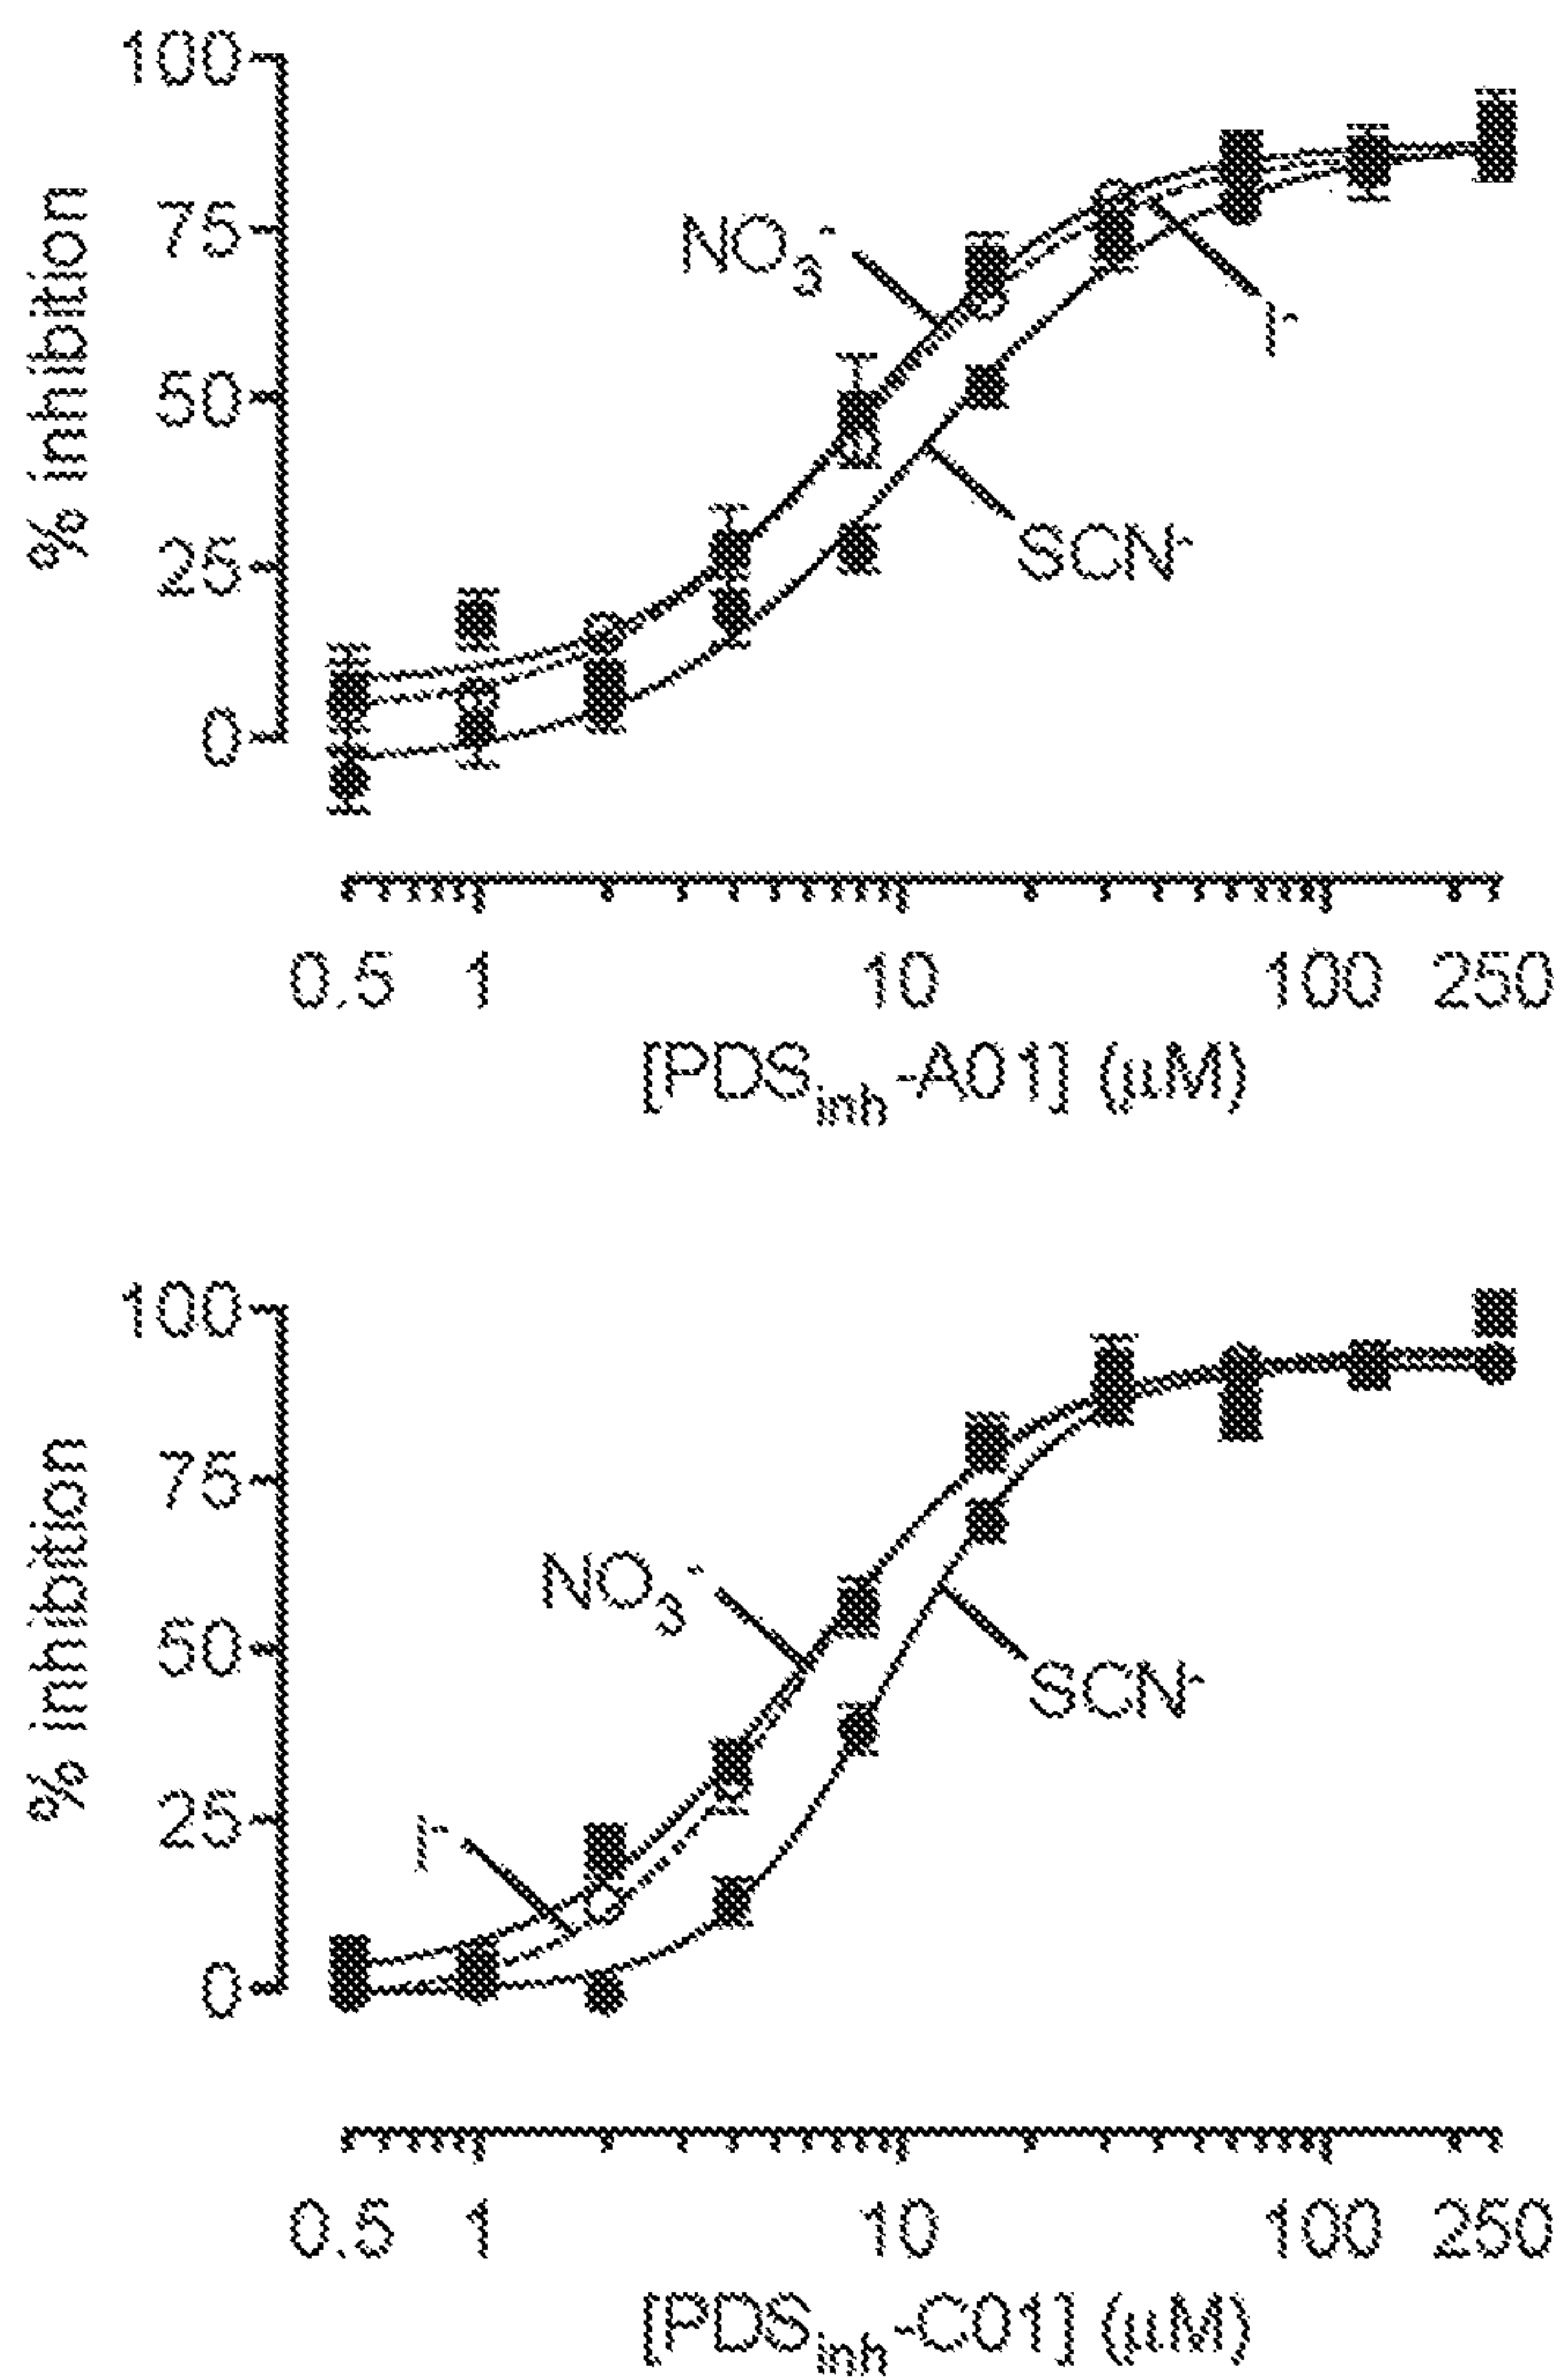 100
75
50
25
0
% inhibition
NO₃⁻
I⁻
SCN⁻
0.5 1 10 100 250
[PDSinh-A01] (μM)
100
75
50
25
0
% inhibition
NO₃⁻
SCN⁻
I⁻
0.5 1 10 100 250
[PDSinh-C01] (μM)